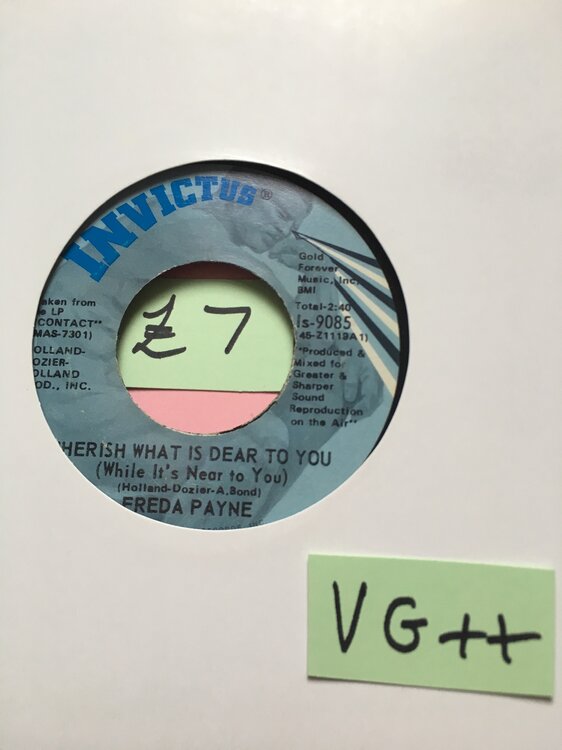 INVICTUS®
Gold
Forever
Music, Inc.
BMI
Total-2:40
Is-9085
(45-Z1119A1)
"Produced &
Mixed for
Greater &
Sharper
Sound
Reproduction
on the Air"
aken from
e LP
CONTACT"
MAS-7301)
OLLAND-
OZIER-
OLLAND
OD., INC.
£7
HERISH WHAT IS DEAR TO YOU
(While It's Near to You)
(Holland-Dozier-A.Bond)
FREDA PAYNE
VG++